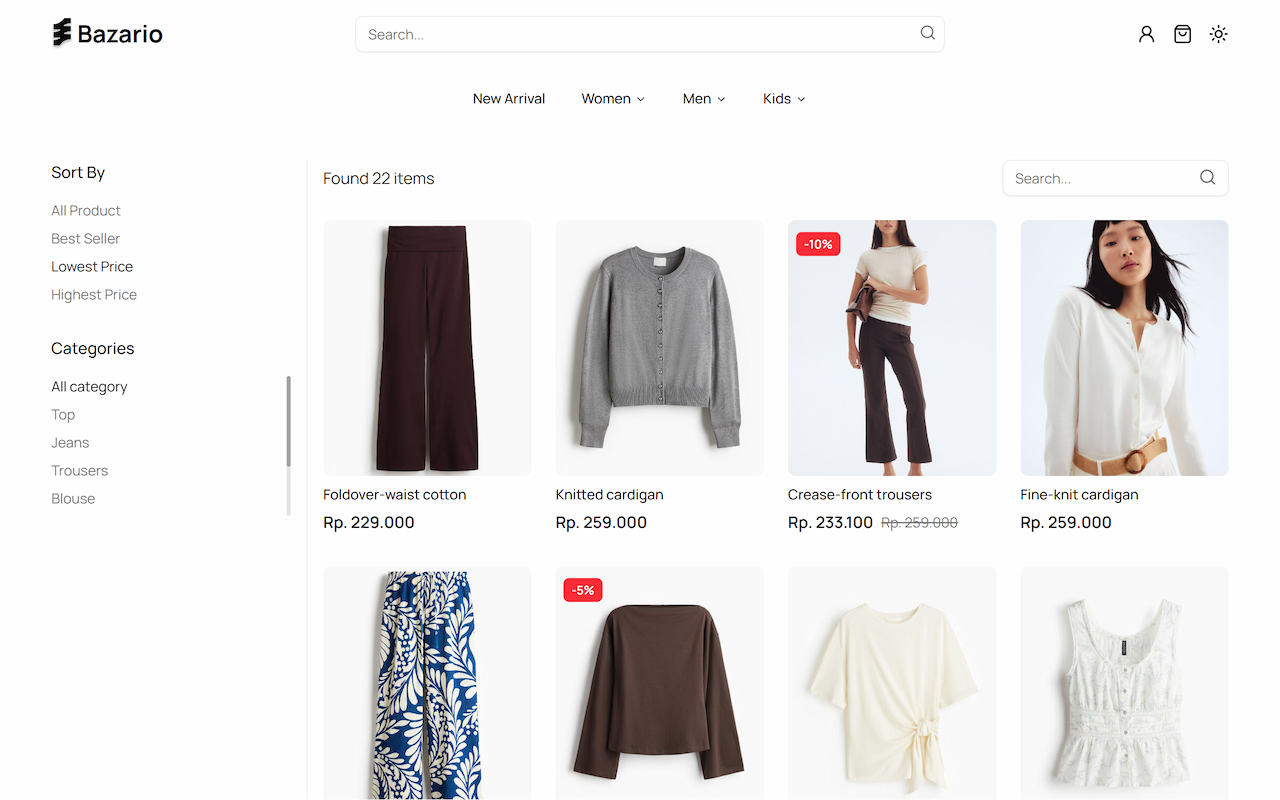 Bazario
Search...
New Arrival
Women
Men
Kids
Sort By
All Product
Best Seller
Lowest Price
Highest Price
Categories
All category
Top
Jeans
Trousers
Blouse
Found 22 items
Search...
-10%
Foldover-waist cotton
Rp. 229.000
Knitted cardigan
Rp. 259.000
Crease-front trousers
Rp. 233.100 Rp. 259.000
Fine-knit cardigan
Rp. 259.000
-5%